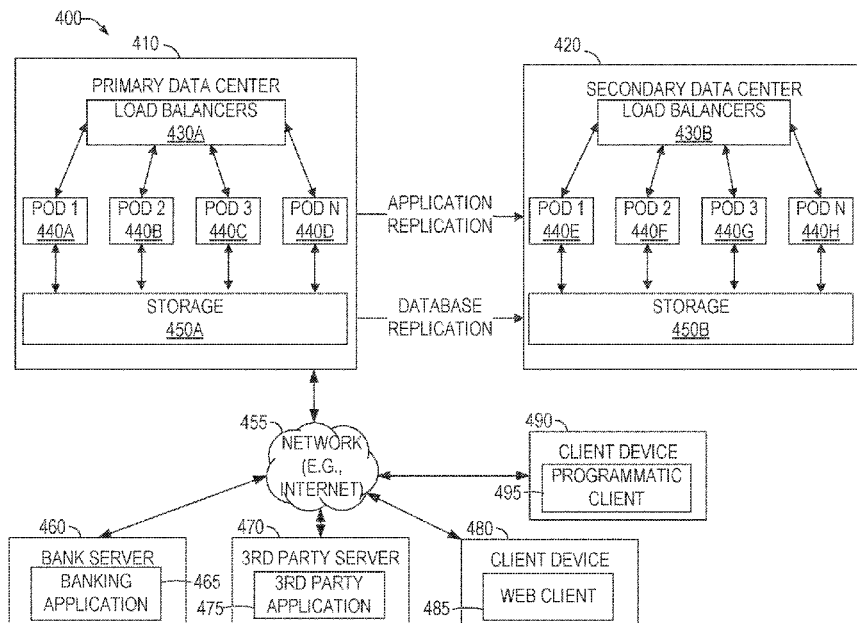 400
410
PRIMARY DATA CENTER
LOAD BALANCERS
430A
POD 1
440A
POD 2
440B
POD 3
440C
POD N
440D
STORAGE
450A
APPLICATION
REPLICATION
DATABASE
REPLICATION
420
SECONDARY DATA CENTER
LOAD BALANCERS
430B
POD 1
440E
POD 2
440F
POD 3
440G
POD N
440H
STORAGE
450B
455
NETWORK
(E.G.,
INTERNET)
490
CLIENT DEVICE
PROGRAMMATIC
CLIENT
495
460
BANK SERVER
BANKING
APPLICATION
465
470
3RD PARTY SERVER
3RD PARTY
APPLICATION
475
480
CLIENT DEVICE
WEB CLIENT
485